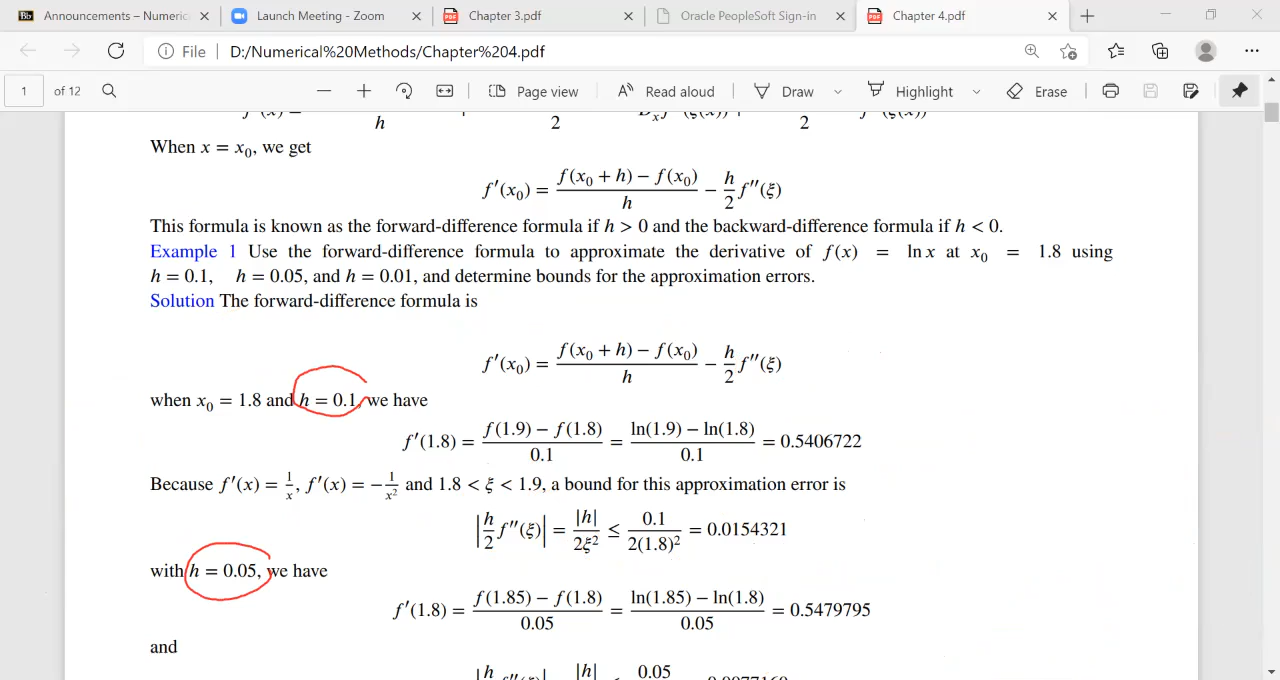 Announcements – Numeric
Launch Meeting - Zoom
Chapter 3.pdf
Oracle PeopleSoft Sign-in
Chapter 4.pdf
File | D:/Numerical%20Methods/Chapter%204.pdf
1 of 12
Page view
Read aloud
Draw
Highlight
Erase
h 2 2
When x = x₀, we get
f′(x₀) = (f(x₀ + h) − f(x₀))/h − h/2 f″(ξ)
This formula is known as the forward-difference formula if h > 0 and the backward-difference formula if h < 0.
Example 1 Use the forward-difference formula to approximate the derivative of f(x) = ln x at x₀ = 1.8 using
h = 0.1, h = 0.05, and h = 0.01, and determine bounds for the approximation errors.
Solution The forward-difference formula is
f′(x₀) = (f(x₀ + h) − f(x₀))/h − h/2 f″(ξ)
when x₀ = 1.8 and h = 0.1, we have
f′(1.8) = (f(1.9) − f(1.8))/0.1 = (ln(1.9) − ln(1.8))/0.1 = 0.5406722
Because f′(x) = 1/x, f′(x) = −1/x² and 1.8 < ξ < 1.9, a bound for this approximation error is
|h/2 f″(ξ)| = |h|/2ξ² ≤ 0.1/2(1.8)² = 0.0154321
with h = 0.05, we have
f′(1.8) = (f(1.85) − f(1.8))/0.05 = (ln(1.85) − ln(1.8))/0.05 = 0.5479795
and
h |h| 0.05